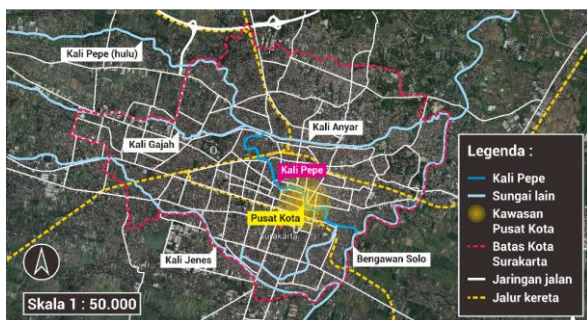 Kali Pepe (hulu)
Kali Anyar
Kali Gajah
Kali Pepe
Pusat Kota
Surakarta
Kali Jenes
Bengawan Solo
Skala 1 : 50.000
Legenda :
Kali Pepe
Sungai lain
Kawasan
Pusat Kota
Batas Kota
Surakarta
Jaringan jalan
Jalur kereta